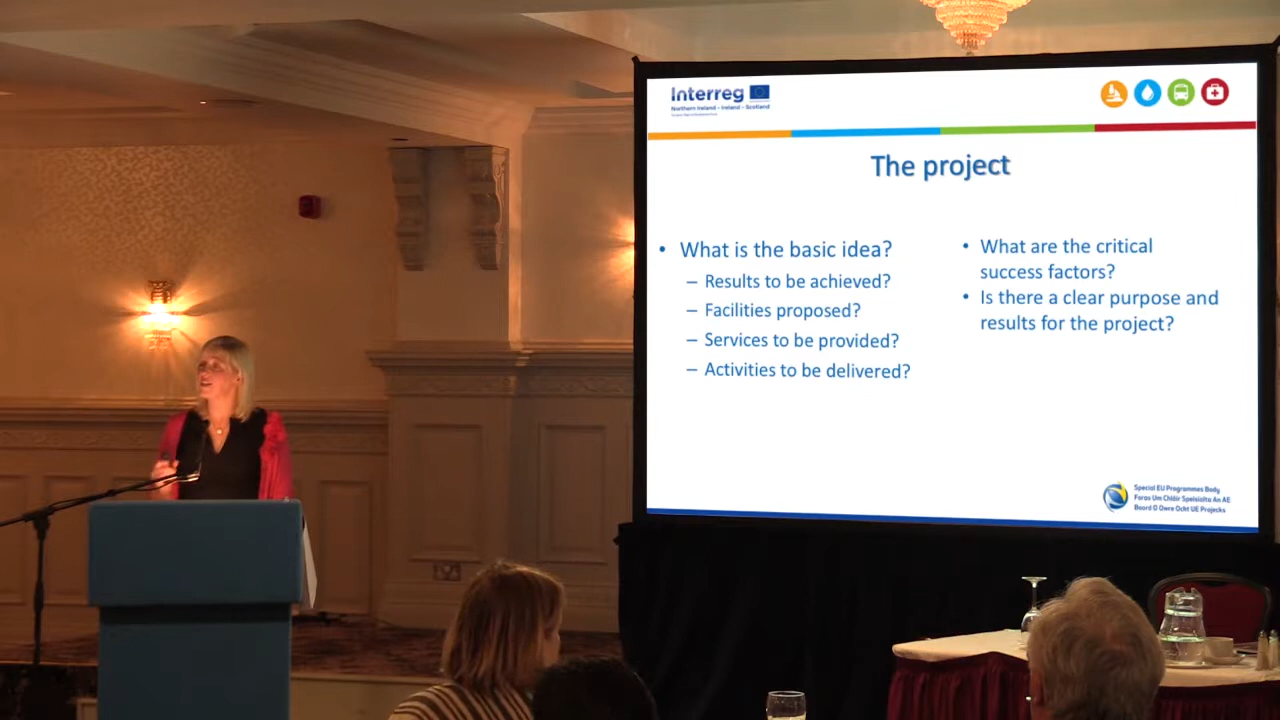 Interreg
Northern Ireland - Ireland - Scotland
The project
• What is the basic idea?
– Results to be achieved?
– Facilities proposed?
– Services to be provided?
– Activities to be delivered?
• What are the critical
success factors?
• Is there a clear purpose and
results for the project?
Special EU Programmes Body
Foras Um Chláir Speisialta An AE
Boord O Owre Ocht UE Projecks